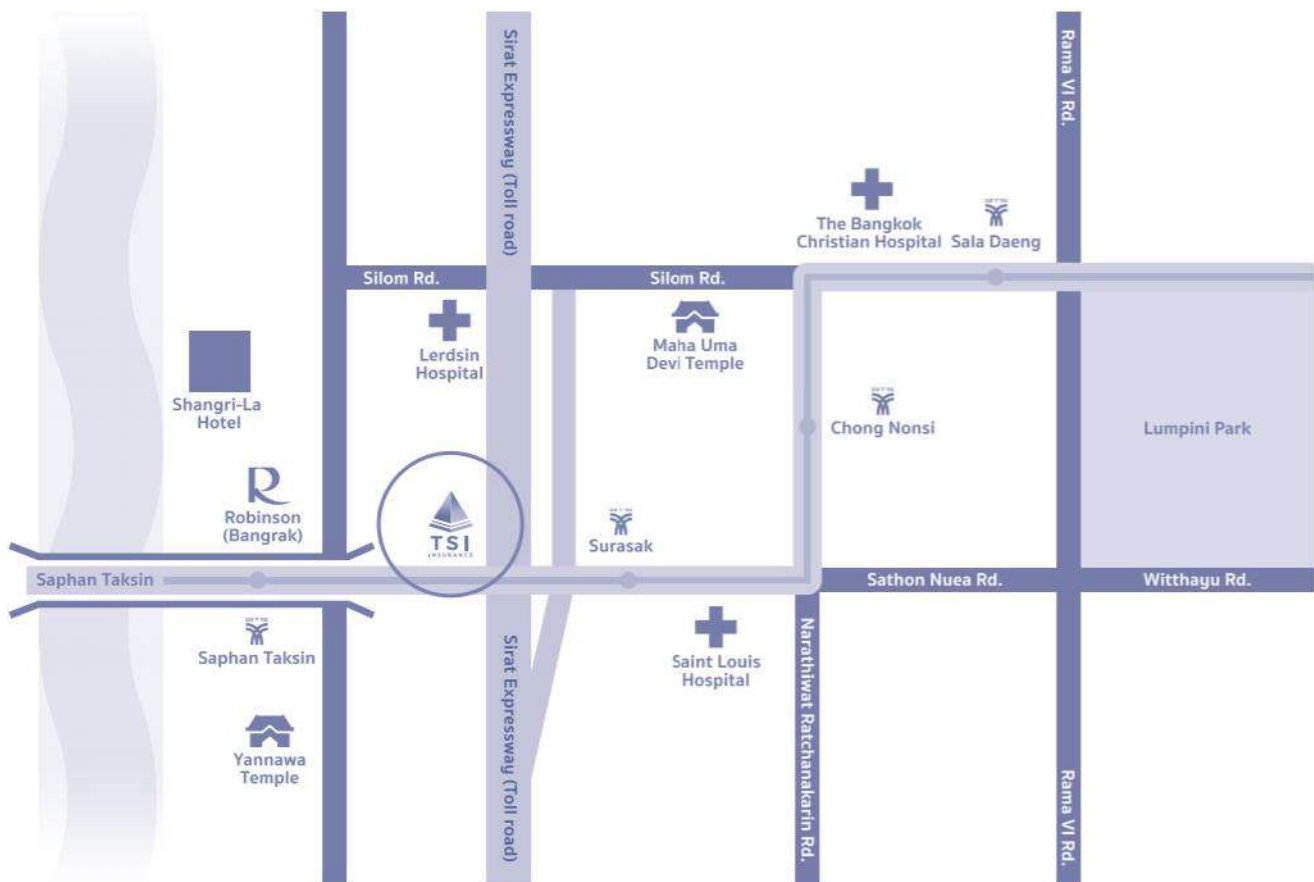 Sirat Expressway (Toll road)
Rama VI Rd.
The Bangkok
Christian Hospital
Sala Daeng
Silom Rd.
Silom Rd.
Lerdsin
Hospital
Maha Uma
Devi Temple
Shangri-La
Hotel
Chong Nonsi
Lumpini Park
R
Robinson
(Bangrak)
TSI
INSURANCE
Surasak
Saphan Taksin
Sathon Nuea Rd.
Witthayu Rd.
Saphan Taksin
Sirat Expressway (Toll road)
Saint Louis
Hospital
Narathiwat Ratchanakarin Rd.
Yannawa
Temple
Rama VI Rd.